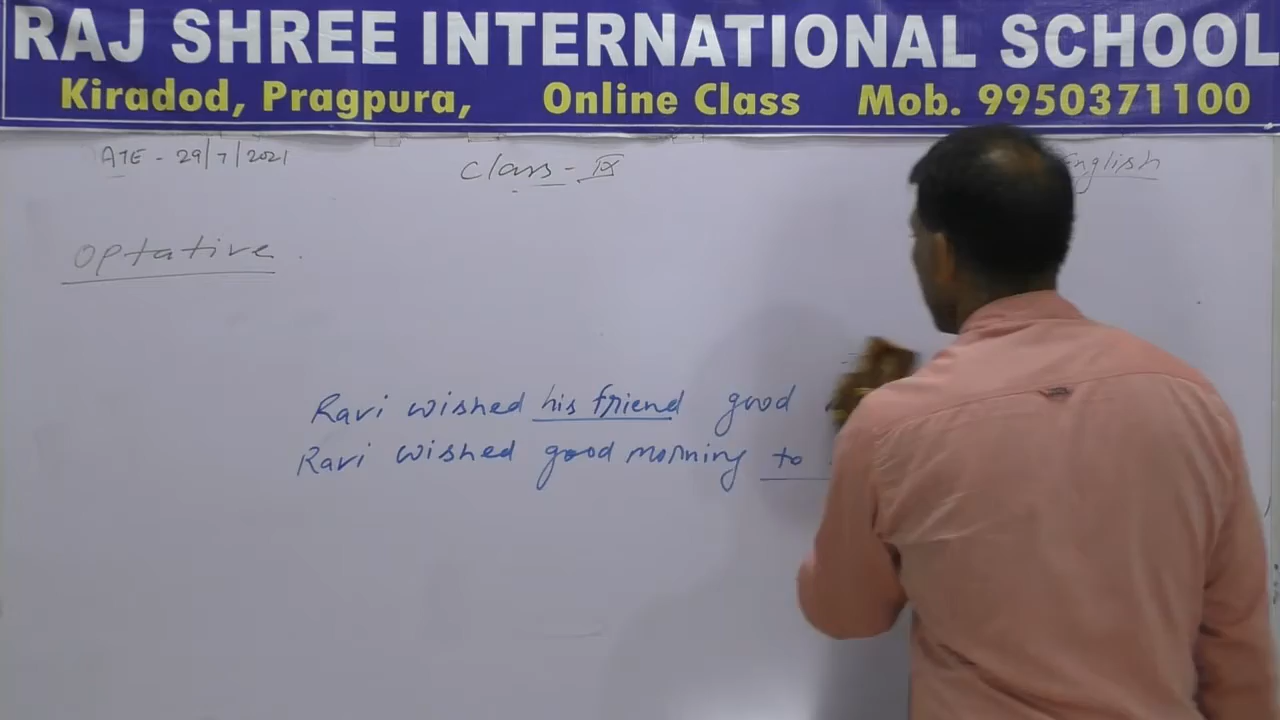 RAJ SHREE INTERNATIONAL SCHOOL
Kiradod, Pragpura, Online Class Mob. 9950371100
ATE - 29/7/2021 Class - IX English
Optative
Ravi wished his friend good
Ravi wished good morning to